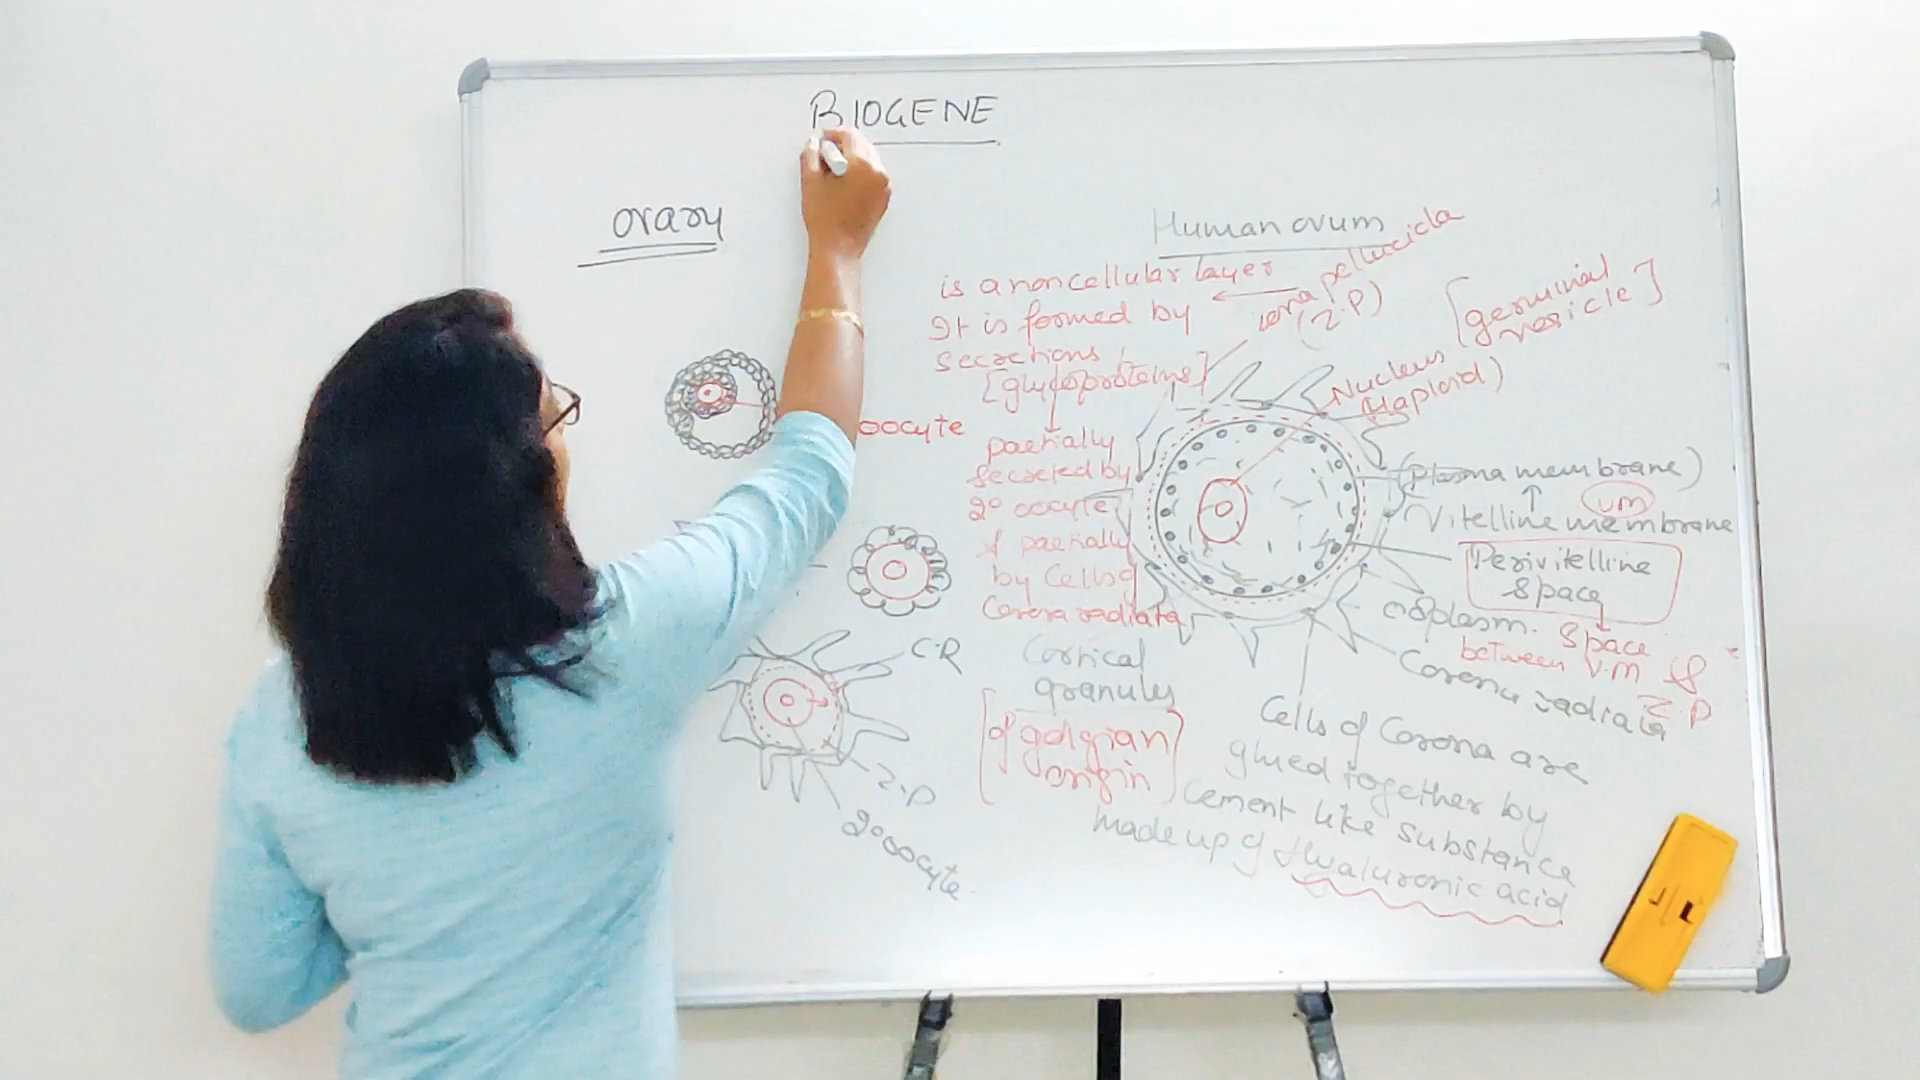 BIOGENE
ovary
oocyte
C.R
Z.P
2° oocyte
Human ovum
zona pellucida
(Z.P)
is a noncellular layer
It is formed by
secretions
[glycoproteins]
partially
secreted by
2° oocyte
& partially
by Cells of
Corona radiata
[germinial
vesicle]
Nucleus
(Haploid)
(Plasma membrane)
vm
Vitelline membrane
Perivitelline
Space
Space
between V.M &
Z.P
ooplasm.
Corona radiata
Cortical
granules
[of golgian
origin]
Cells of Corona are
glued together by
cement like substance
made up of Hyaluronic acid